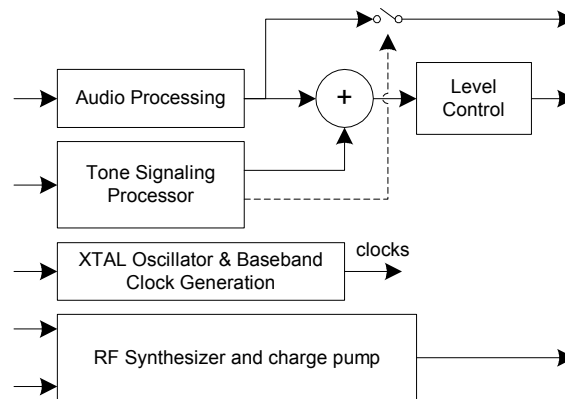 Audio Processing
+
Level
Control
Tone Signaling
Processor
XTAL Oscillator & Baseband
Clock Generation
clocks
RF Synthesizer and charge pump